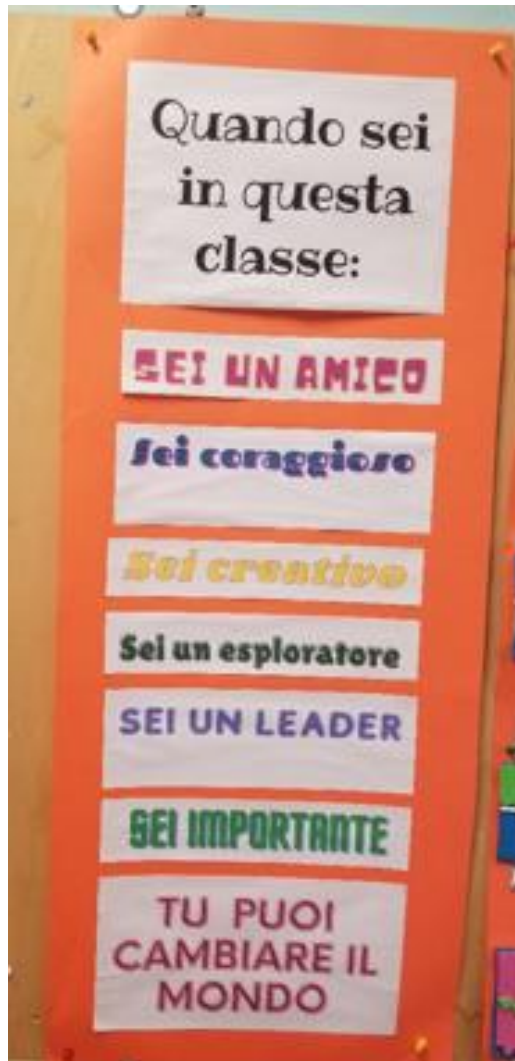 Quando sei
in questa
classe:
SEI UN AMICO
Sei coraggioso
Sei creativo
Sei un esploratore
SEI UN LEADER
SEI IMPORTANTE
TU PUOI
CAMBIARE IL
MONDO